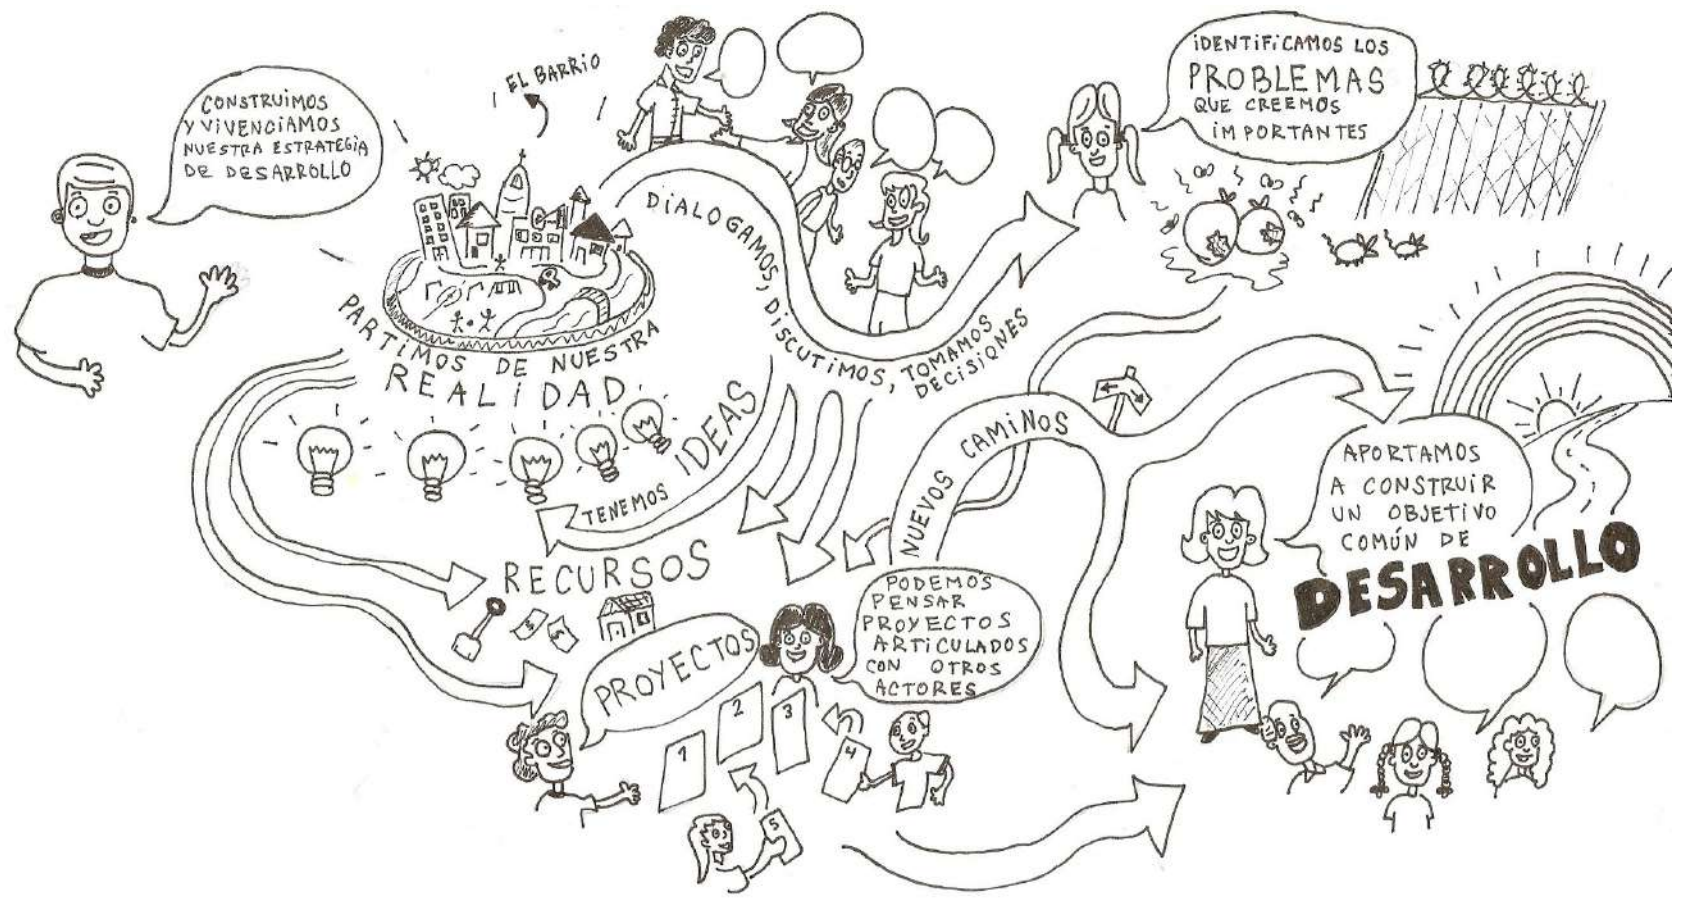 CONSTRUIMOS
Y VIVENCIAMOS
NUESTRA ESTRATEGIA
DE DESARROLLO
EL BARRIO
PARTIMOS DE NUESTRA
REALIDAD
DIALOGAMOS, DISCUTIMOS, TOMAMOS
DECISIONES
IDENTIFICAMOS LOS
PROBLEMAS
QUE CREEMOS
IMPORTANTES
TENEMOS IDEAS
RECURSOS
$
$
PROYECTOS
1
2
3
4
5
PODEMOS
PENSAR
PROYECTOS
ARTICULADOS
CON OTROS
ACTORES
NUEVOS CAMINOS
APORTAMOS
A CONSTRUIR
UN OBJETIVO
COMÚN DE
DESARROLLO